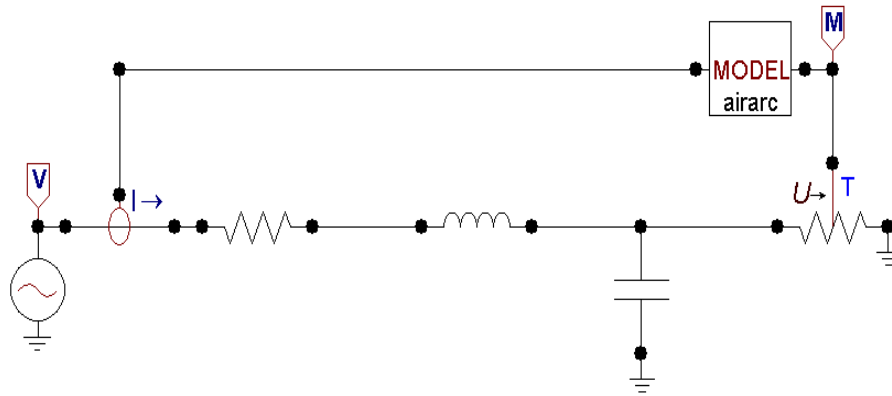 M
MODEL
airarc
V
I→
U→ T